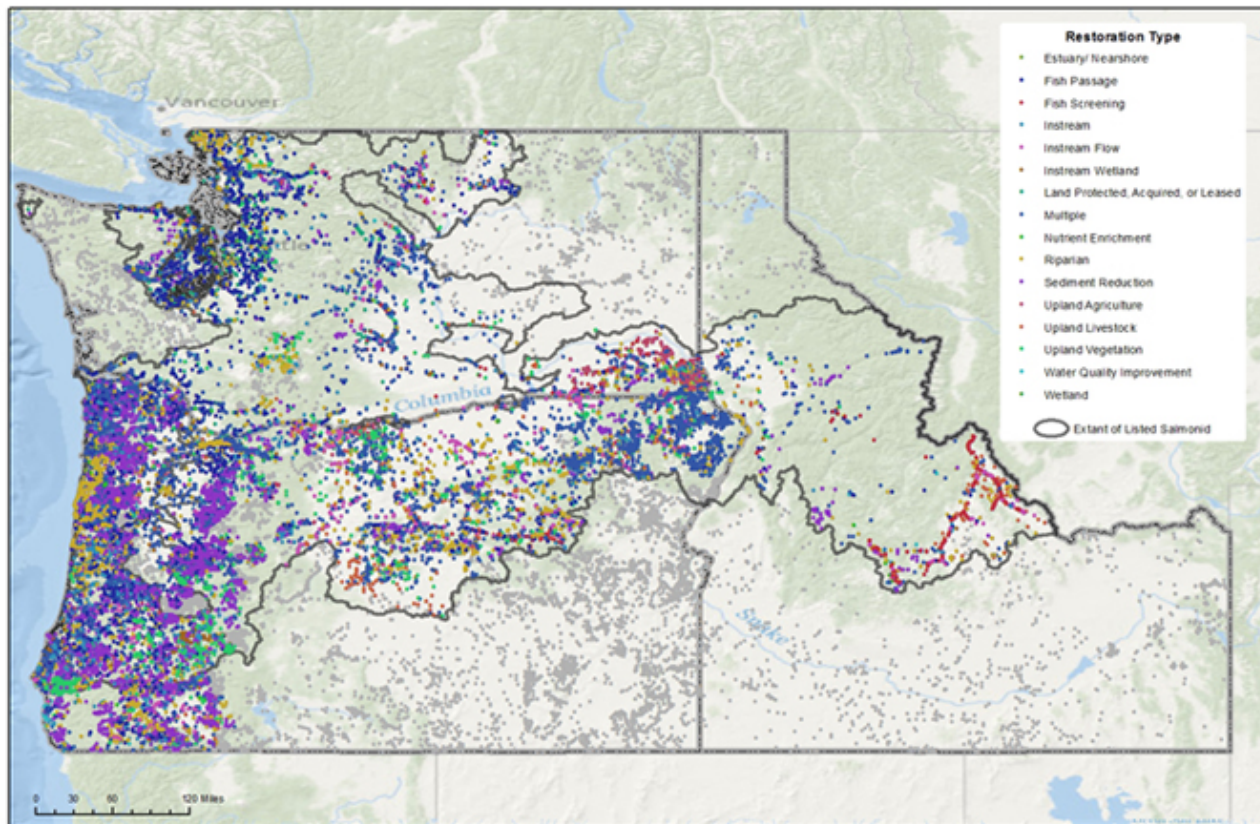 Restoration Type
Estuary/ Nearshore
Fish Passage
Fish Screening
Instream
Instream Flow
Instream Wetland
Land Protected, Acquired, or Leased
Multiple
Nutrient Enrichment
Riparian
Sediment Reduction
Upland Agriculture
Upland Livestock
Upland Vegetation
Water Quality Improvement
Wetland
Extent of Listed Salmonid
Vancouver
Columbia
Snake
0 30 60 120 Miles